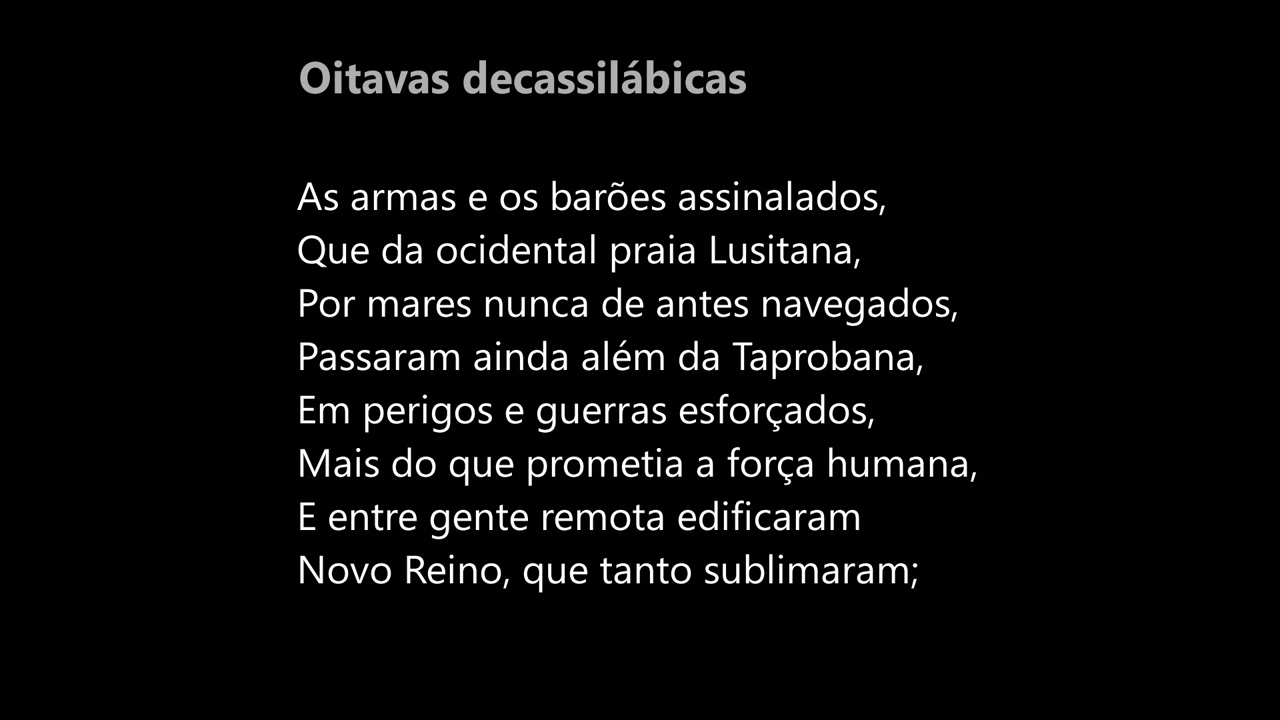 Oitavas decassilábicas
As armas e os barões assinalados,
Que da ocidental praia Lusitana,
Por mares nunca de antes navegados,
Passaram ainda além da Taprobana,
Em perigos e guerras esforçados,
Mais do que prometia a força humana,
E entre gente remota edificaram
Novo Reino, que tanto sublimaram;